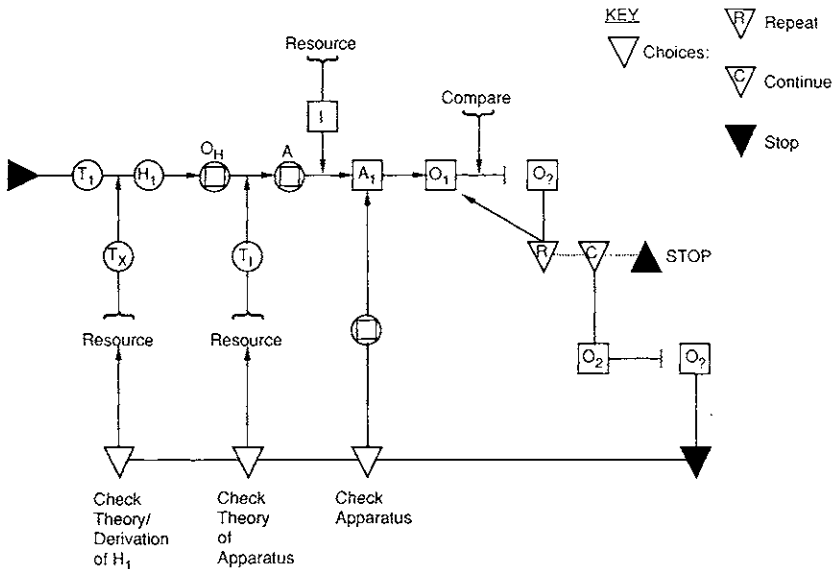 KEY
Choices:
R Repeat
C Continue
Stop
Resource
I
Compare
T1 H1 OH A A1 O1 O?
TX TI
R C STOP
Resource Resource
O2 O?
Check
Theory/
Derivation
of H1
Check
Theory
of
Apparatus
Check
Apparatus